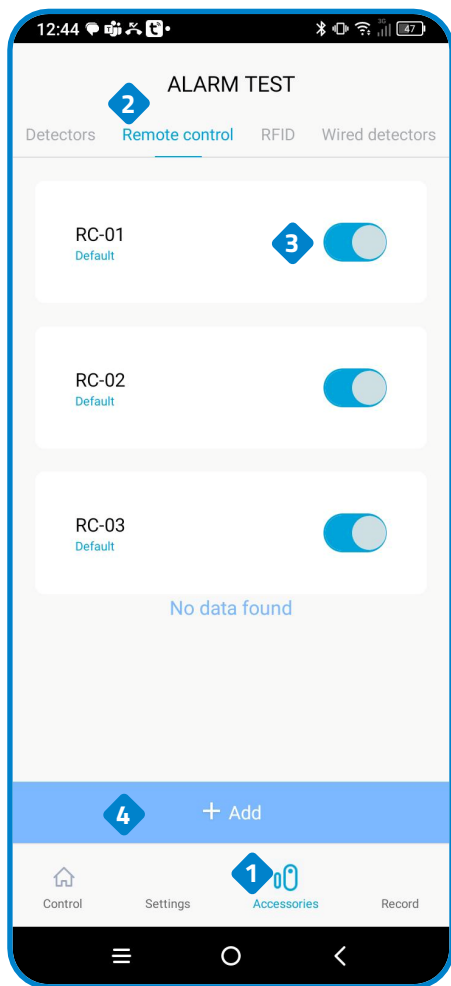 12:44
3G
47
ALARM TEST
2
Detectors Remote control RFID Wired detectors
RC-01
Default
3
RC-02
Default
RC-03
Default
No data found
4
+ Add
1
Control Settings Accessories Record